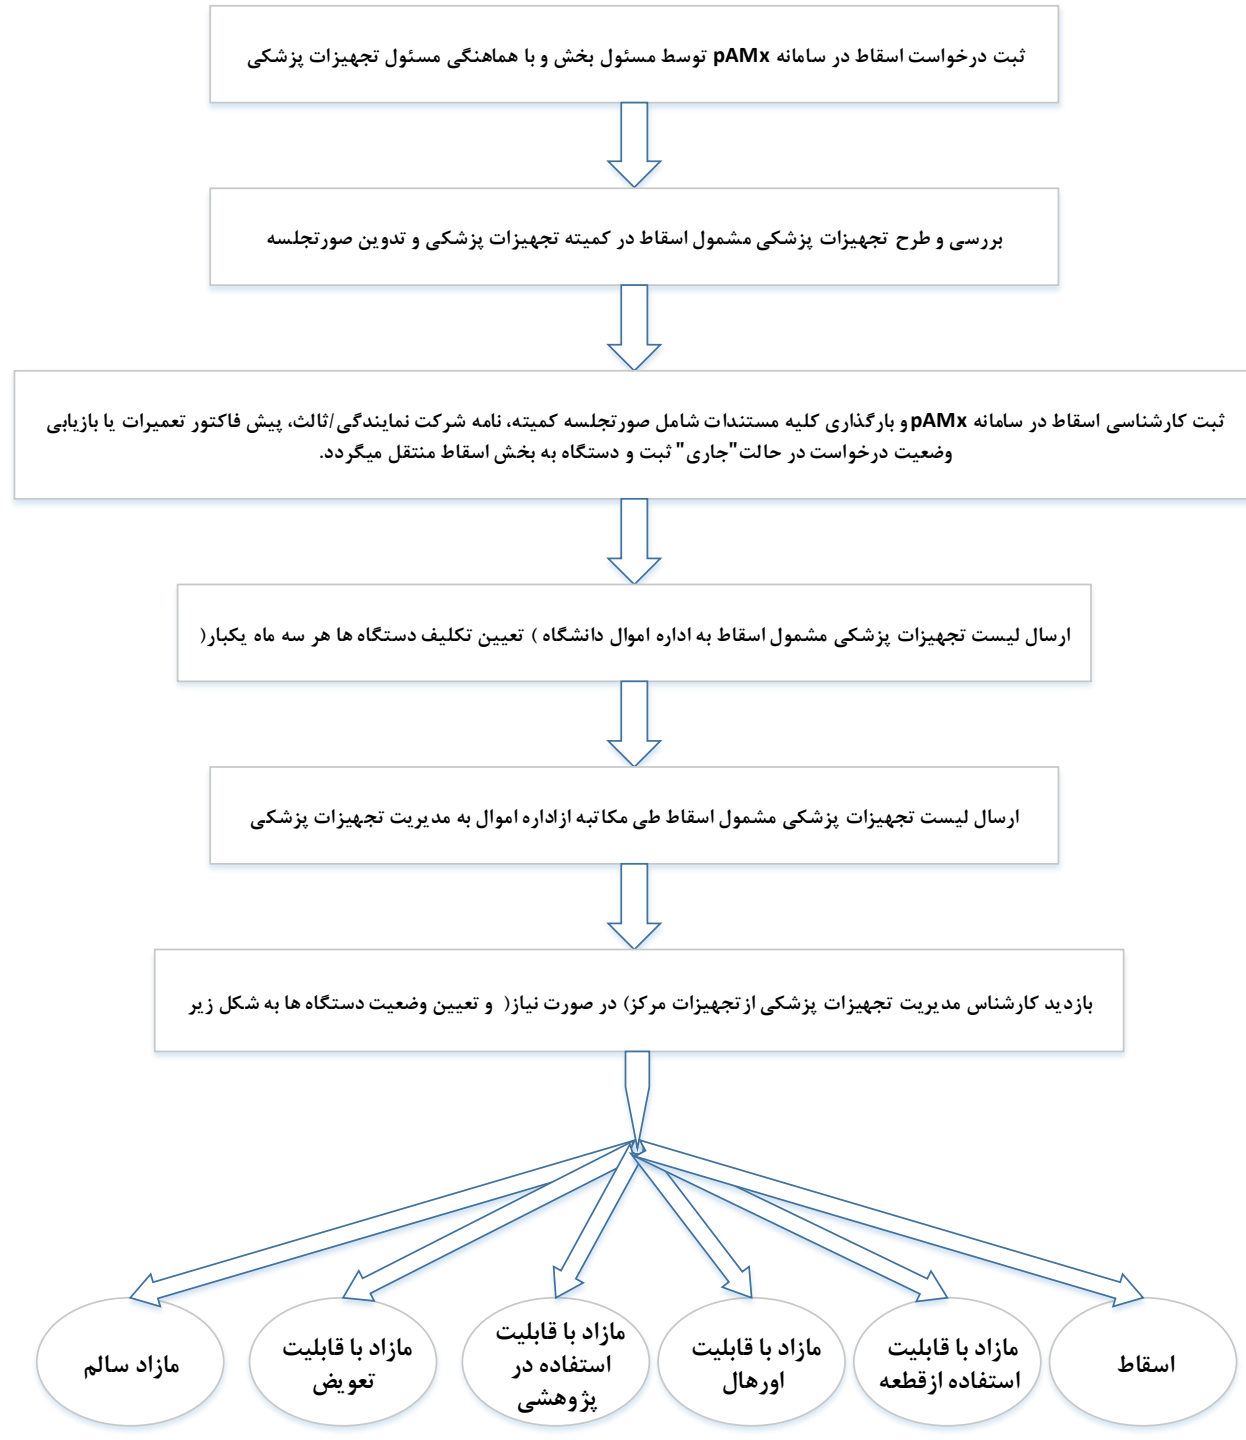 ثبت درخواست اسقاط در سامانه pAMx توسط مسئول بخش و با هماهنگی مسئول تجهیزات پزشکی
بررسی و طرح تجهیزات پزشکی مشمول اسقاط در کمیته تجهیزات پزشکی و تدوین صورتجلسه
ثبت کارشناسی اسقاط در سامانه pAMx و بارگذاری کلیه مستندات شامل صورتجلسه کمیته، نامه شرکت نمایندگی/ثالث، پیش فاکتور تعمیرات یا بازیابی
وضعیت درخواست در حالت"جاری" ثبت و دستگاه به بخش اسقاط منتقل میگردد.
ارسال لیست تجهیزات پزشکی مشمول اسقاط به اداره اموال دانشگاه ) تعیین تکلیف دستگاه ها هر سه ماه یکبار(
ارسال لیست تجهیزات پزشکی مشمول اسقاط طی مکاتبه ازاداره اموال به مدیریت تجهیزات پزشکی
بازدید کارشناس مدیریت تجهیزات پزشکی ازتجهیزات مرکز) در صورت نیاز( و تعیین وضعیت دستگاه ها به شکل زیر
اسقاط
مازاد با قابلیت
استفاده ازقطعه
مازاد با قابلیت
اورهال
مازاد با قابلیت
استفاده در
پژوهشی
مازاد با قابلیت
تعویض
مازاد سالم